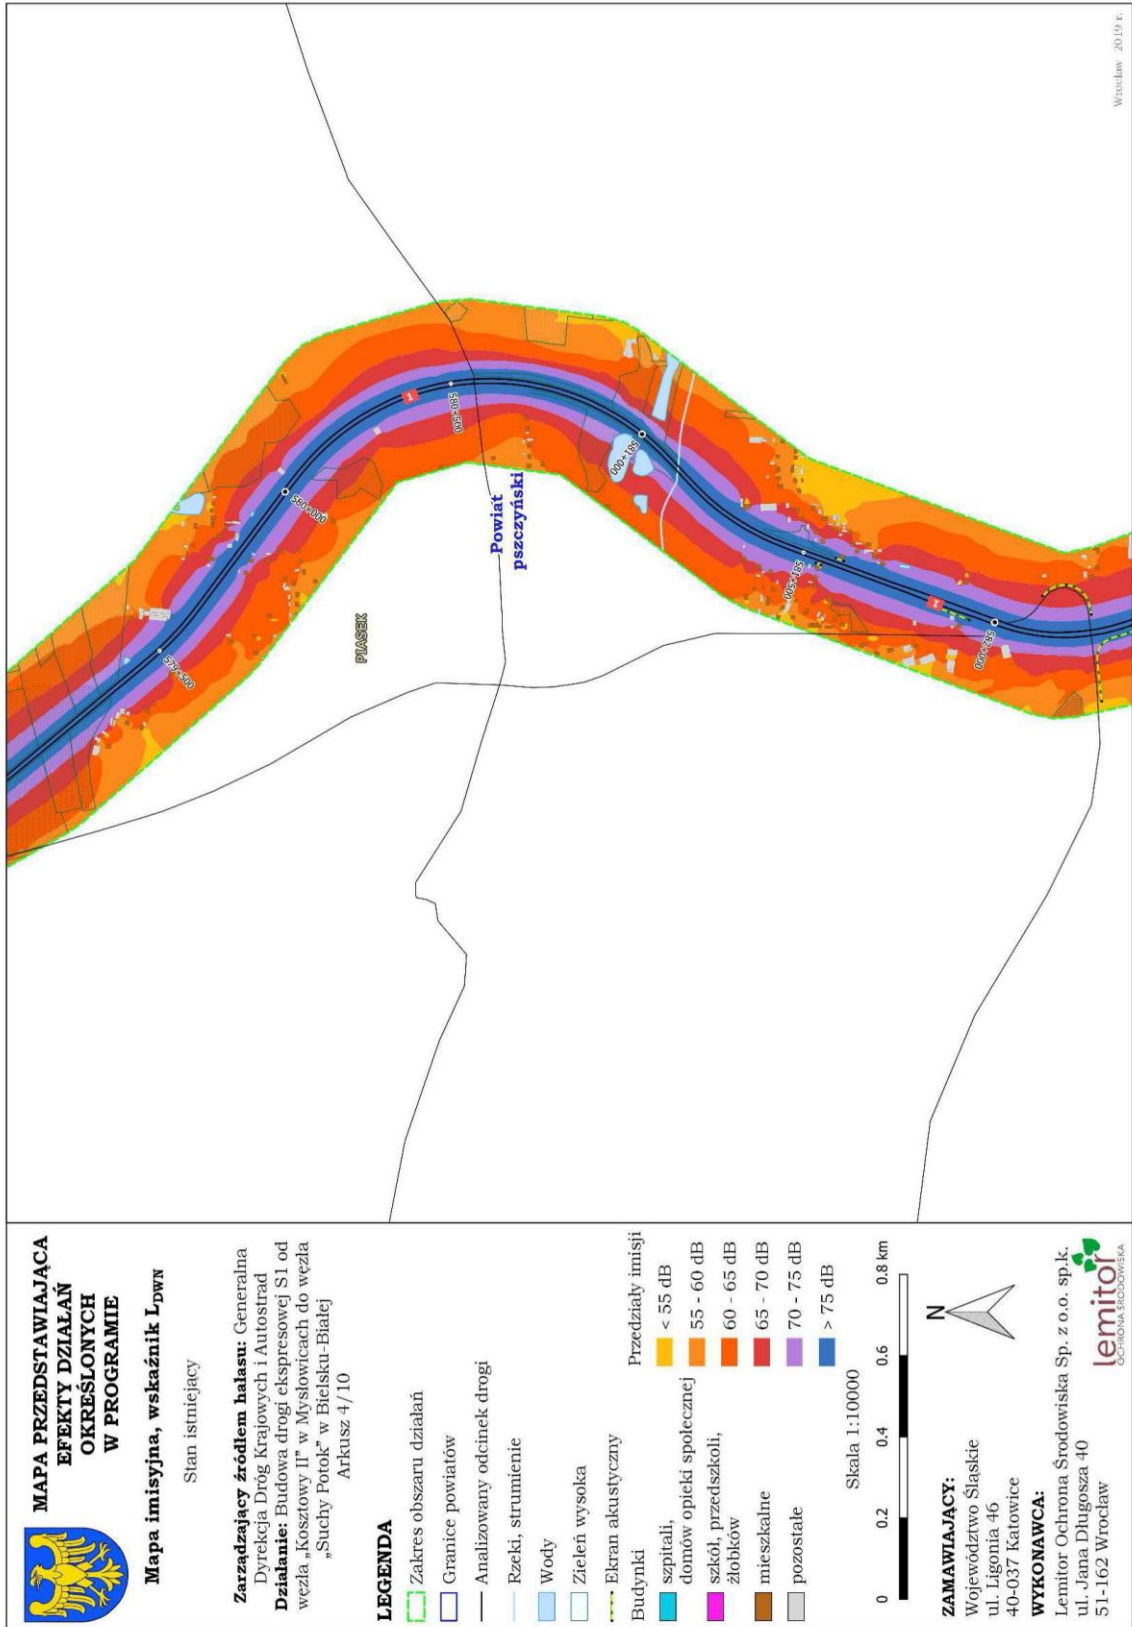 MAPA PRZEDSTAWIAJĄCA
EFEKTY DZIAŁAŃ
OKREŚLONYCH
W PROGRAMIE
Mapa imisyjna, wskaźnik LDWN
Stan istniejący
Zarządzający źródłem hałasu: Generalna
Dyrekcja Dróg Krajowych i Autostrad
Działanie: Budowa drogi ekspresowej S1 od
węzła „Kosztowy II” w Mysłowicach do węzła
„Suchy Potok” w Bielsku-Białej
Arkusz 4/10
LEGENDA
Zakres obszaru działań
Granice powiatów
Analizowany odcinek drogi
Rzeki, strumienie
Wody
Zieleń wysoka
Ekran akustyczny
Budynki
szpitali,
domów opieki społecznej
szkół, przedszkoli,
żłobków
mieszkalne
pozostałe
Przedziały imisji
< 55 dB
55 - 60 dB
60 - 65 dB
65 - 70 dB
70 - 75 dB
> 75 dB
Skala 1:10000
0 0.2 0.4 0.6 0.8 km
N
ZAMAWIAJĄCY:
Województwo Śląskie
ul. Ligonia 46
40-037 Katowice
WYKONAWCA:
Lemitor Ochrona Środowiska Sp. z o.o. sp.k.
ul. Jana Długosza 40
51-162 Wrocław
lemitor
OCHRONA ŚRODOWISKA
579+500
580+000
1
580+500
PIASEK
Powiat
pszczyński
581+000
581+500
1
582+000
Wrocław 2019 r.